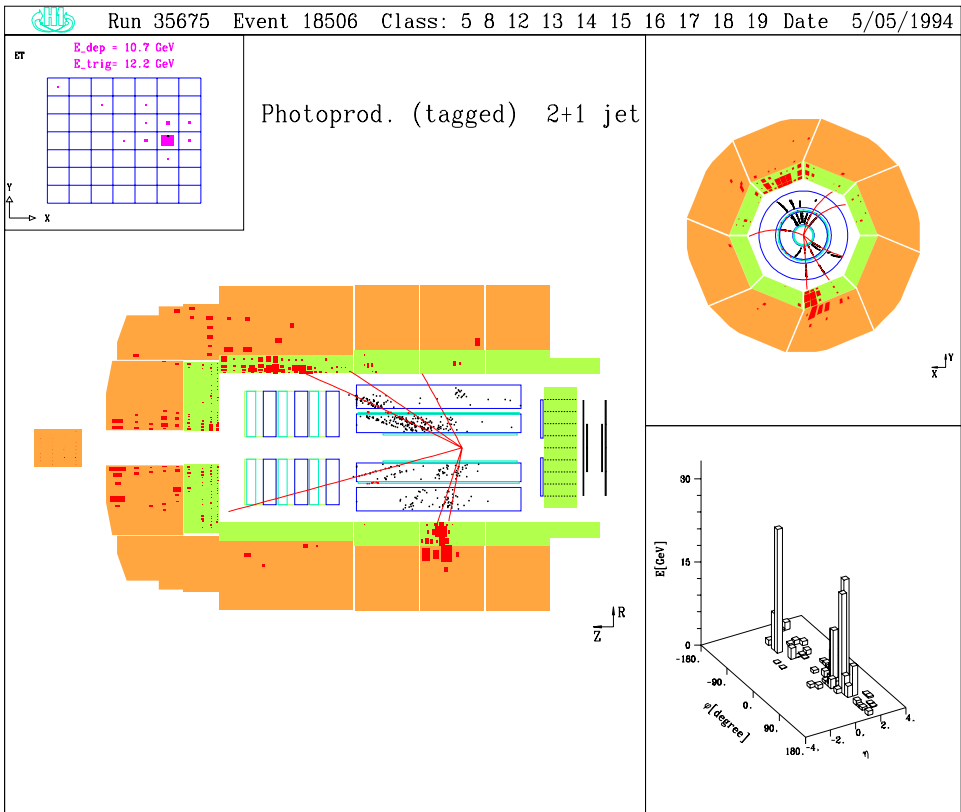 Run 35675 Event 18506 Class: 5 8 12 13 14 15 16 17 18 19 Date 5/05/1994
E_dep = 10.7 GeV
ET
E_trig= 12.2 GeV
Photoprod. (tagged) 2+1 jet
Y
X
Y
X
R
Z
E[GeV]
30
15
0
-180.
-90.
0.
90.
180.
φ[degree]
-4.
-2.
0.
2.
4.
η